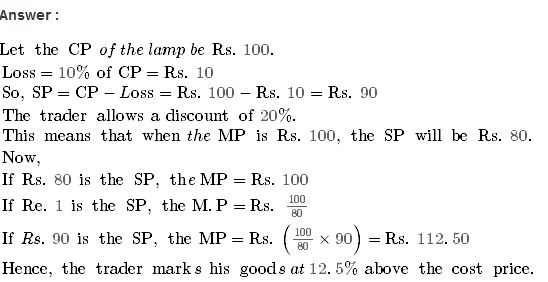 Answer :
Let the CP of the lamp be Rs. 100.
Loss = 10% of CP = Rs. 10
So, SP = CP − Loss = Rs. 100 − Rs. 10 = Rs. 90
The trader allows a discount of 20%.
This means that when the MP is Rs. 100, the SP will be Rs. 80.
Now,
If Rs. 80 is the SP, the MP = Rs. 100
If Re. 1 is the SP, the M. P = Rs. 100/80
If Rs. 90 is the SP, the MP = Rs. (100/80 × 90) = Rs. 112. 50
Hence, the trader marks his goods at 12. 5% above the cost price.